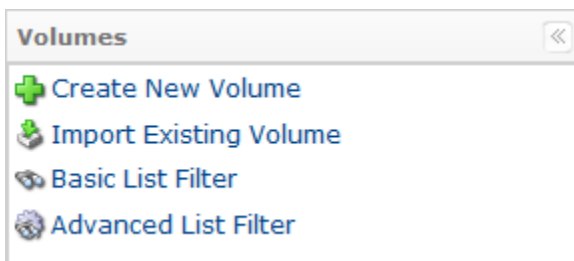 Volumes
Create New Volume
Import Existing Volume
Basic List Filter
Advanced List Filter